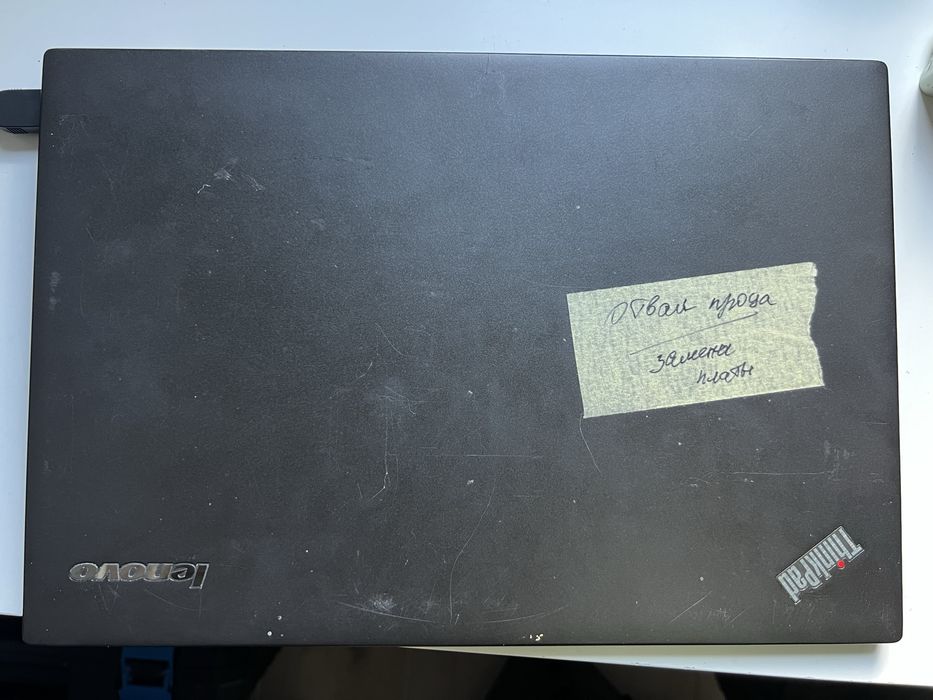 отвал проца
замена
платы
lenovo
ThinkPad